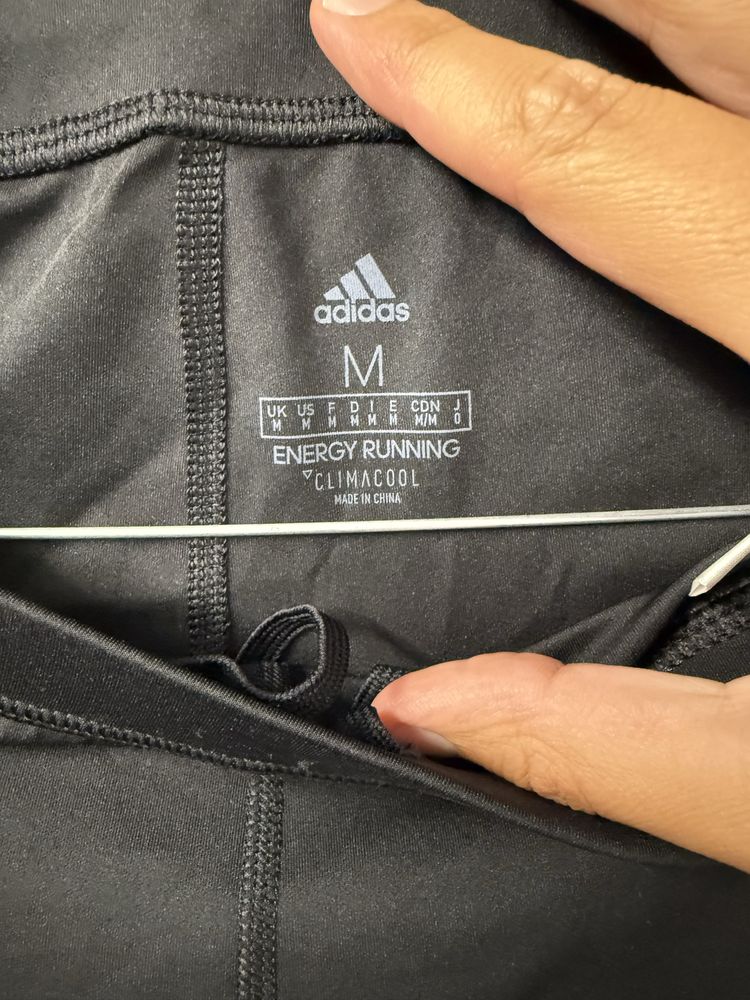 adidas
M
UK US F D I E CDN J
M M M M M M M/M O
ENERGY RUNNING
CLIMACOOL
MADE IN CHINA